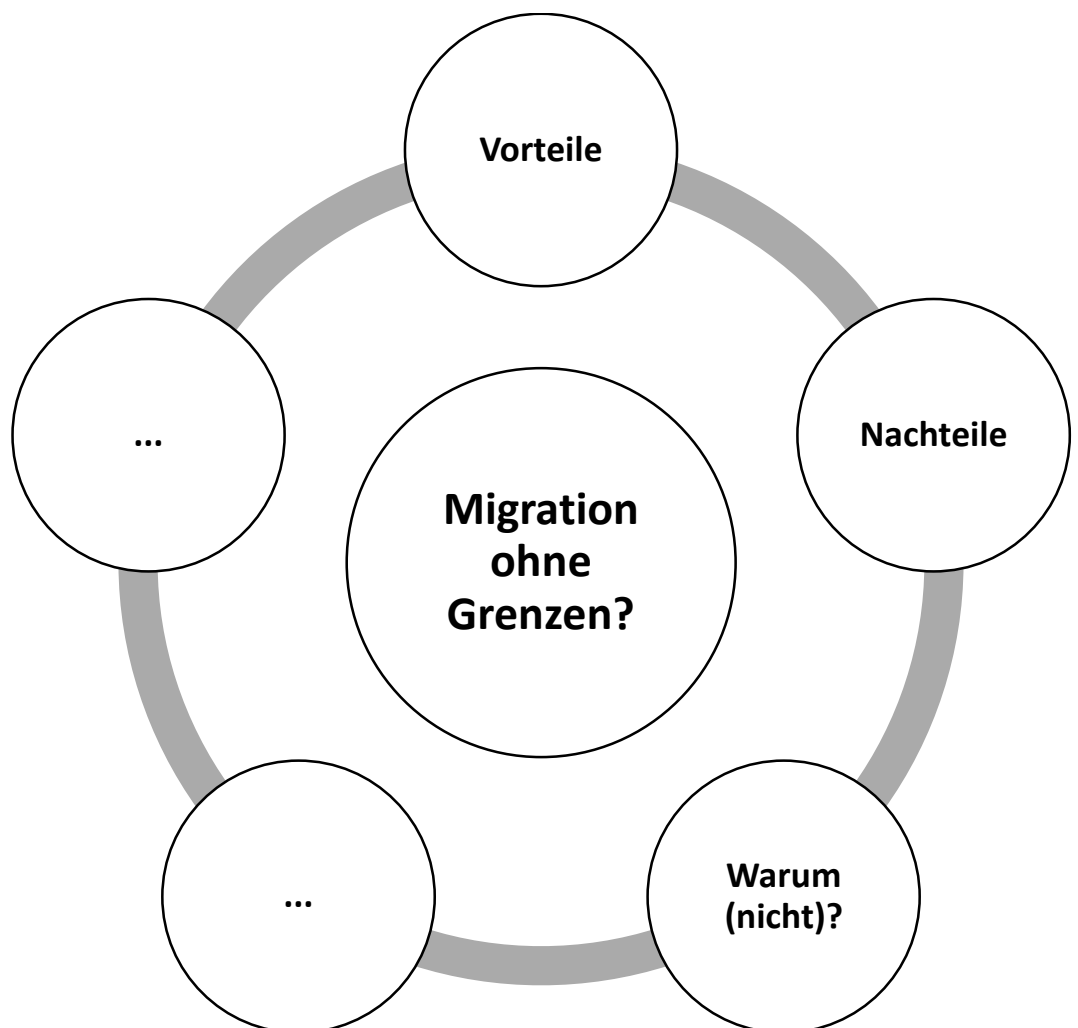 Vorteile
Nachteile
Warum
(nicht)?
...
...
Migration
ohne
Grenzen?